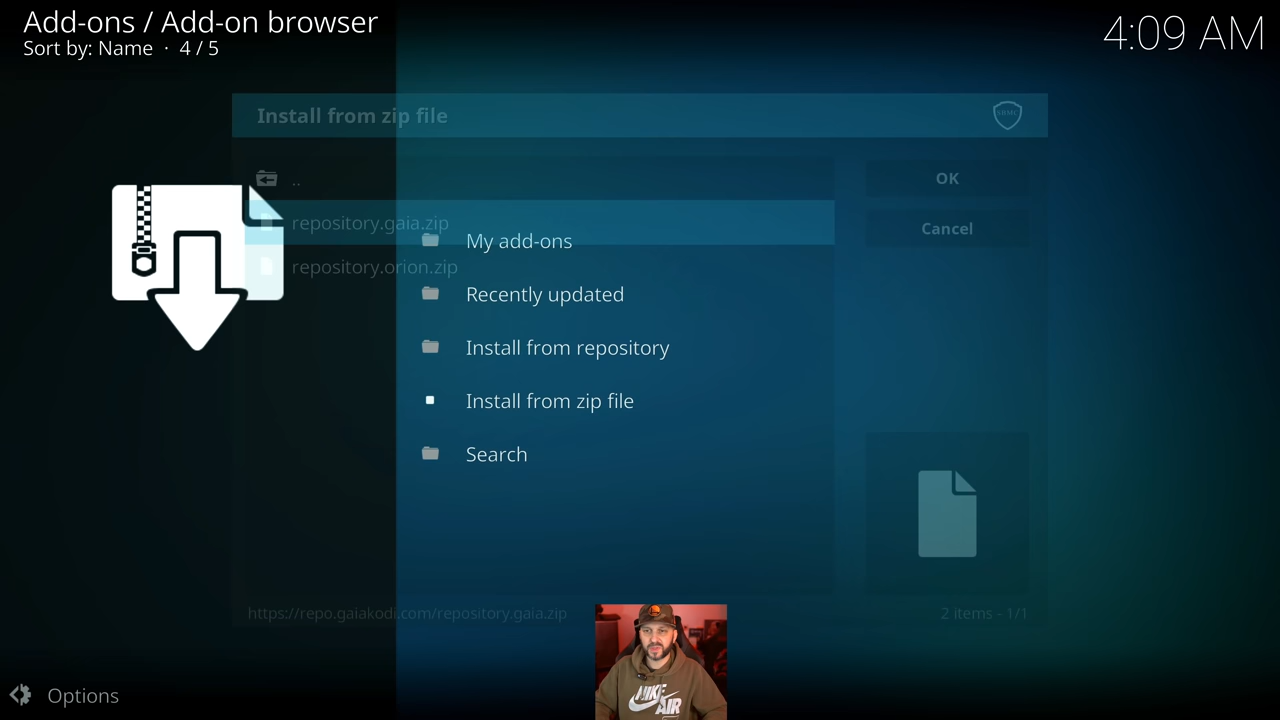 Add-ons / Add-on browser
Sort by: Name · 4 / 5
4:09 AM
Install from zip file
..
OK
repository.gaia.zip
Cancel
My add-ons
repository.orion.zip
Recently updated
Install from repository
Install from zip file
Search
https://repo.gaiakodi.com/repository.gaia.zip
2 items - 1/1
NIKE
AIR
Options